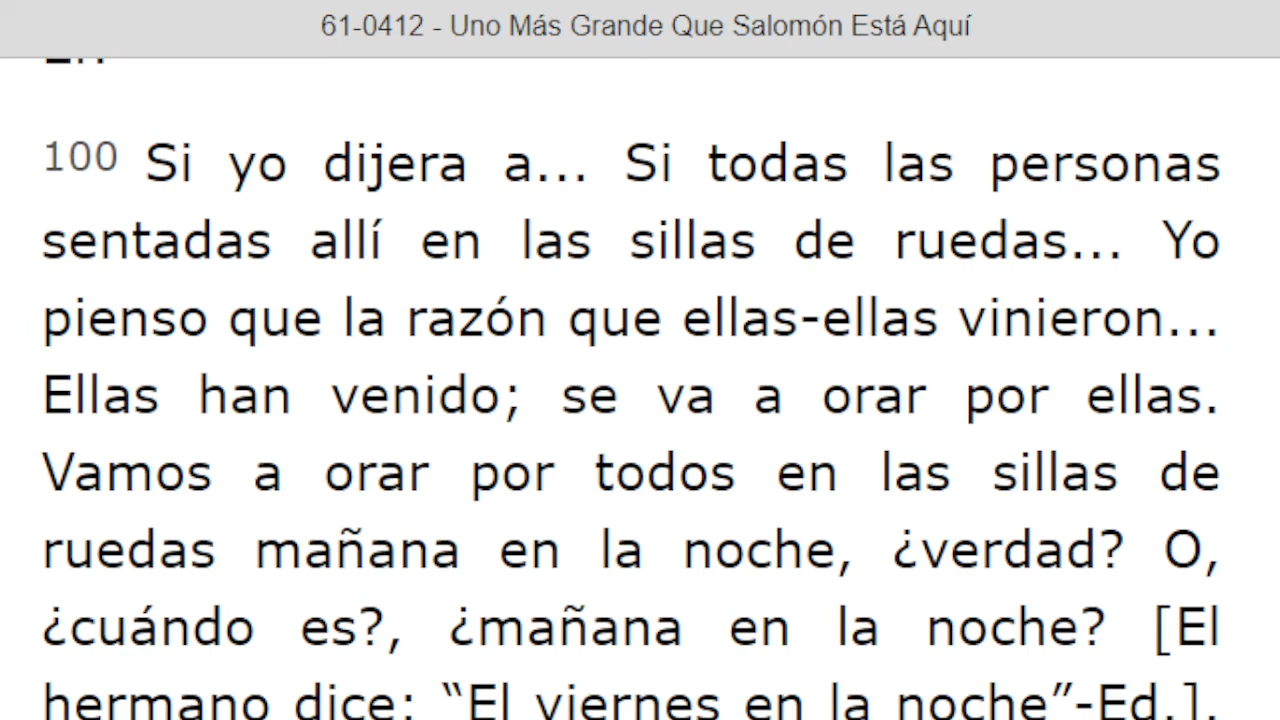 61-0412 - Uno Más Grande Que Salomón Está Aquí
100 Si yo dijera a... Si todas las personas
sentadas allí en las sillas de ruedas... Yo
pienso que la razón que ellas-ellas vinieron...
Ellas han venido; se va a orar por ellas.
Vamos a orar por todos en las sillas de
ruedas mañana en la noche, ¿verdad? O,
¿cuándo es?, ¿mañana en la noche? [El
hermano dice: “El viernes en la noche”-Ed.].